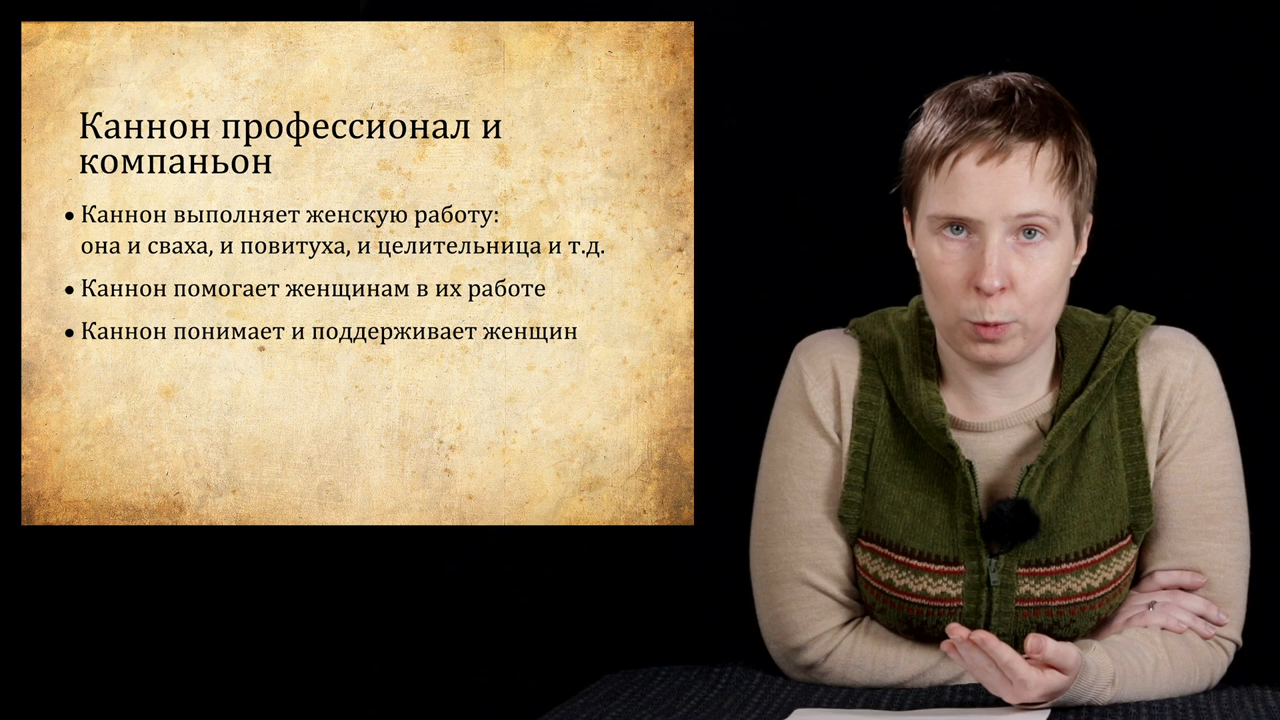 Каннон профессионал и
компаньон
• Каннон выполняет женскую работу:
она и сваха, и повитуха, и целительница и т.д.
• Каннон помогает женщинам в их работе
• Каннон понимает и поддерживает женщин